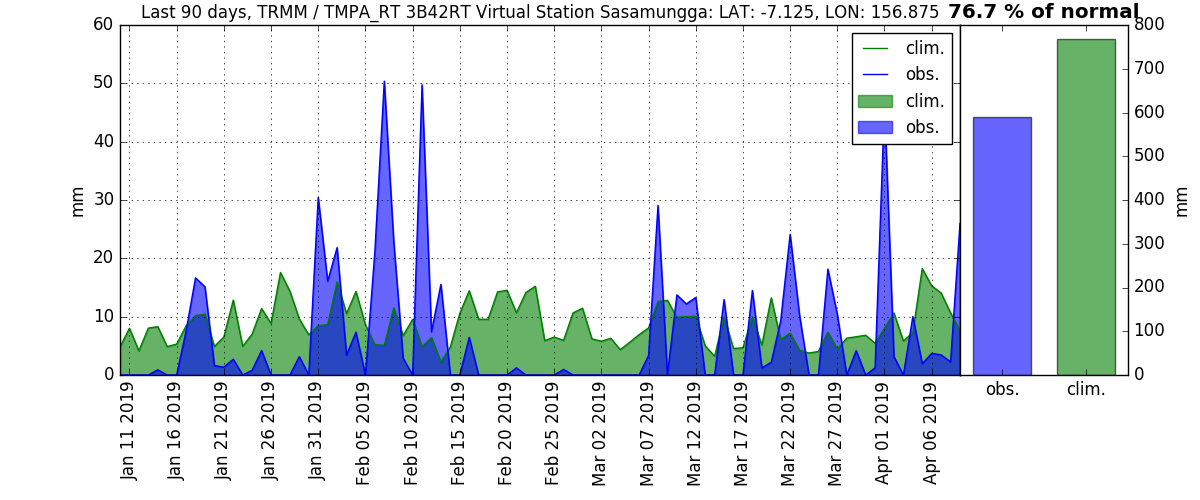 Last 90 days, TRMM / TMPA_RT 3B42RT Virtual Station Sasamungga: LAT: -7.125, LON: 156.875 76.7 % of normal
60
50
40
30
20
10
0
mm
clim.
obs.
clim.
obs.
800
700
600
500
400
300
200
100
0
mm
Jan 11 2019
Jan 16 2019
Jan 21 2019
Jan 26 2019
Jan 31 2019
Feb 05 2019
Feb 10 2019
Feb 15 2019
Feb 20 2019
Feb 25 2019
Mar 02 2019
Mar 07 2019
Mar 12 2019
Mar 17 2019
Mar 22 2019
Mar 27 2019
Apr 01 2019
Apr 06 2019
obs.
clim.